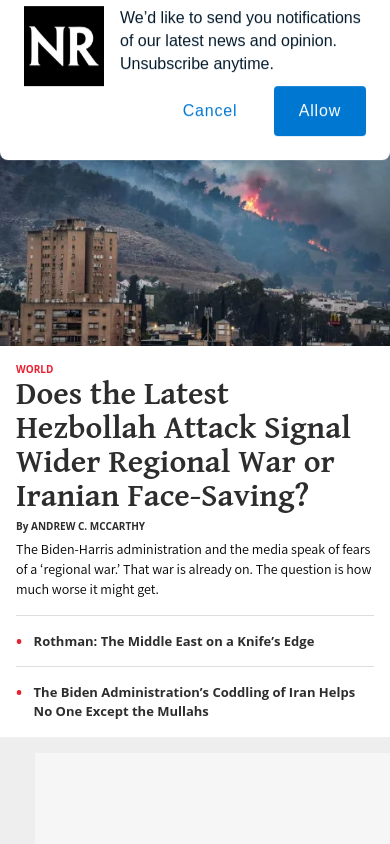 NR
We’d like to send you notifications
of our latest news and opinion.
Unsubscribe anytime.
Cancel
Allow
WORLD
Does the Latest
Hezbollah Attack Signal
Wider Regional War or
Iranian Face-Saving?
By ANDREW C. MCCARTHY
The Biden-Harris administration and the media speak of fears
of a ‘regional war.’ That war is already on. The question is how
much worse it might get.
• Rothman: The Middle East on a Knife’s Edge
• The Biden Administration’s Coddling of Iran Helps
No One Except the Mullahs